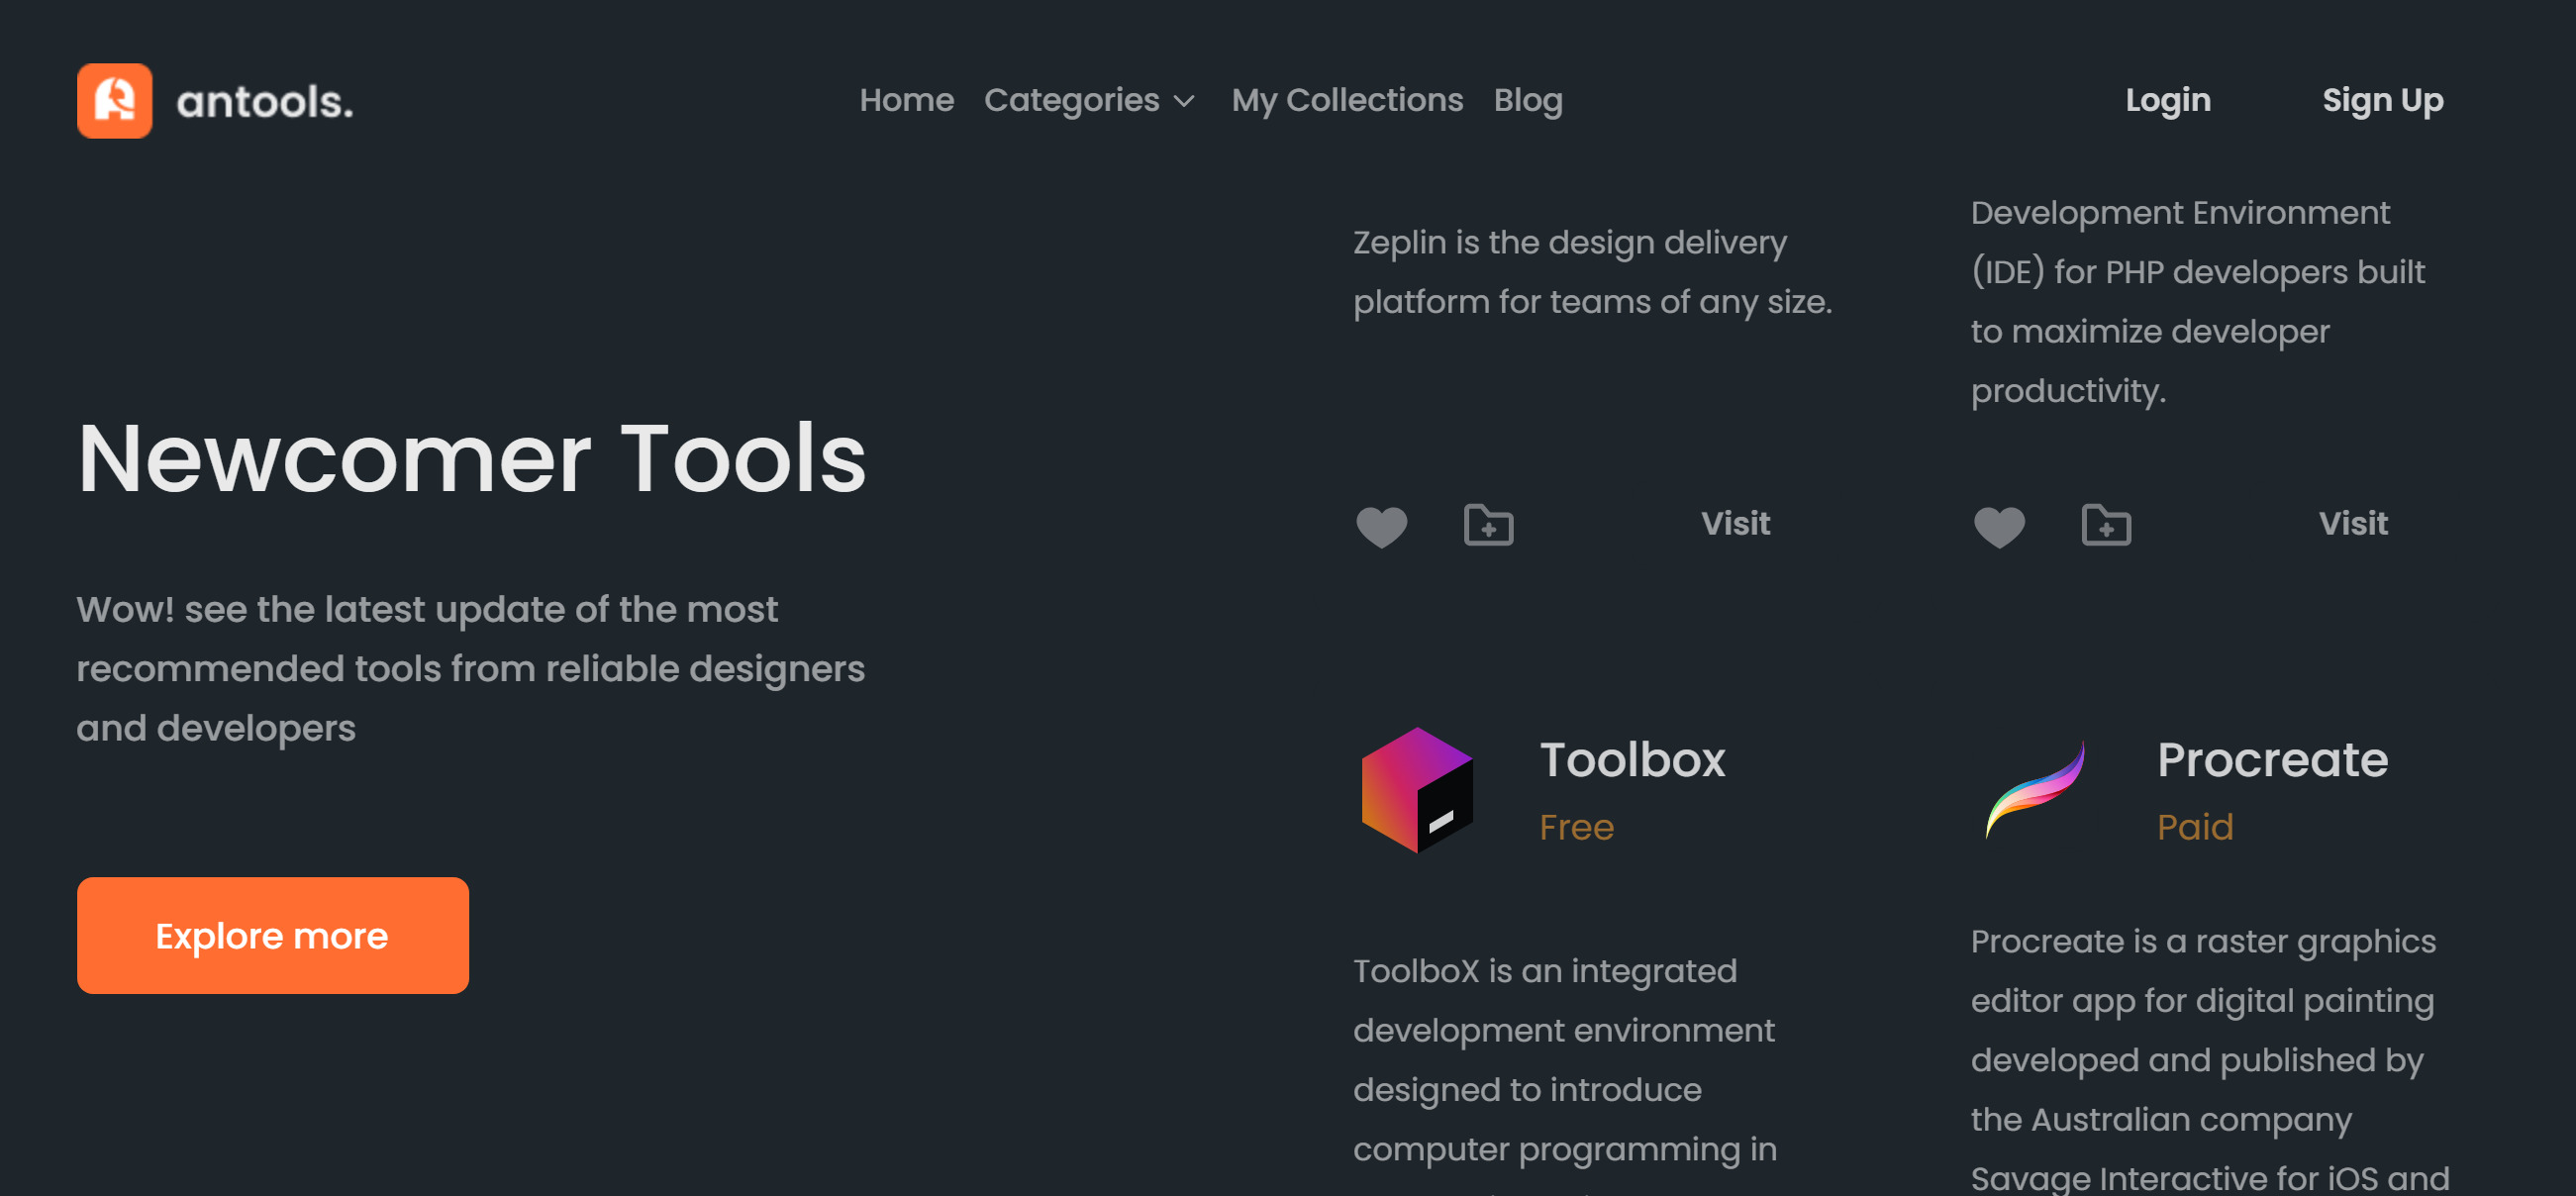 antools.
Home Categories My Collections Blog
Login Sign Up
Newcomer Tools
Wow! see the latest update of the most
recommended tools from reliable designers
and developers
Explore more
Zeplin is the design delivery
platform for teams of any size.
Visit
Development Environment
(IDE) for PHP developers built
to maximize developer
productivity.
Visit
Toolbox
Free
ToolboX is an integrated
development environment
designed to introduce
computer programming in
Procreate
Paid
Procreate is a raster graphics
editor app for digital painting
developed and published by
the Australian company
Savage Interactive for iOS and